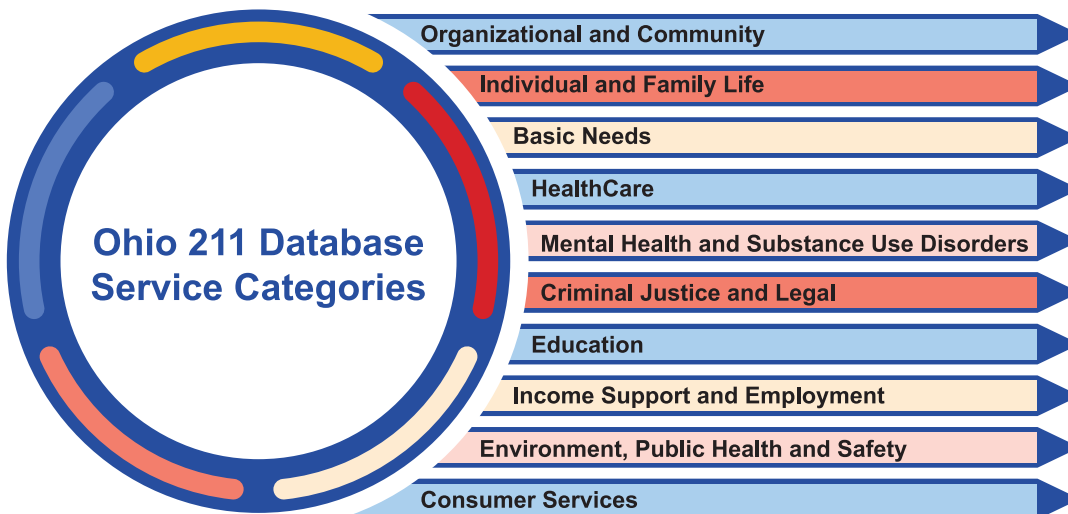 Ohio 211 Database
Service Categories
Organizational and Community
Individual and Family Life
Basic Needs
HealthCare
Mental Health and Substance Use Disorders
Criminal Justice and Legal
Education
Income Support and Employment
Environment, Public Health and Safety
Consumer Services